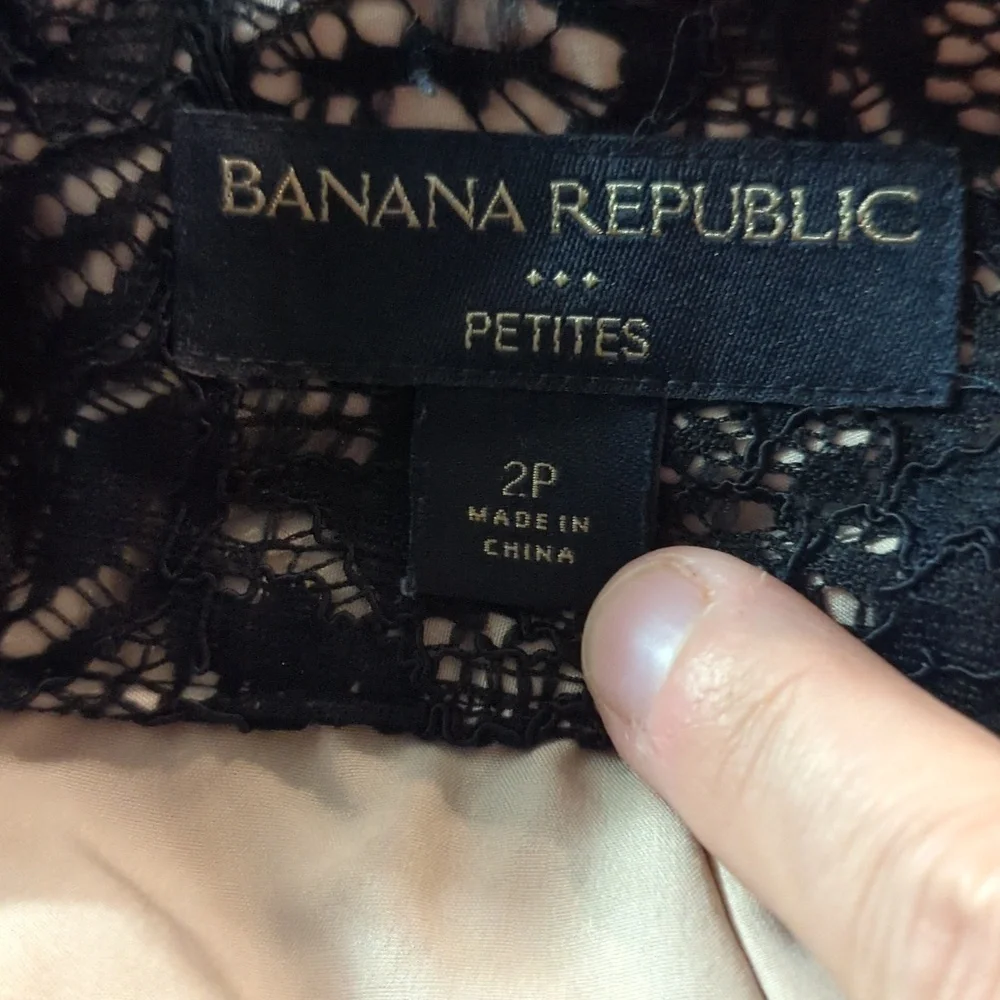 BANANA REPUBLIC
PETITES
2P
MADE IN
CHINA